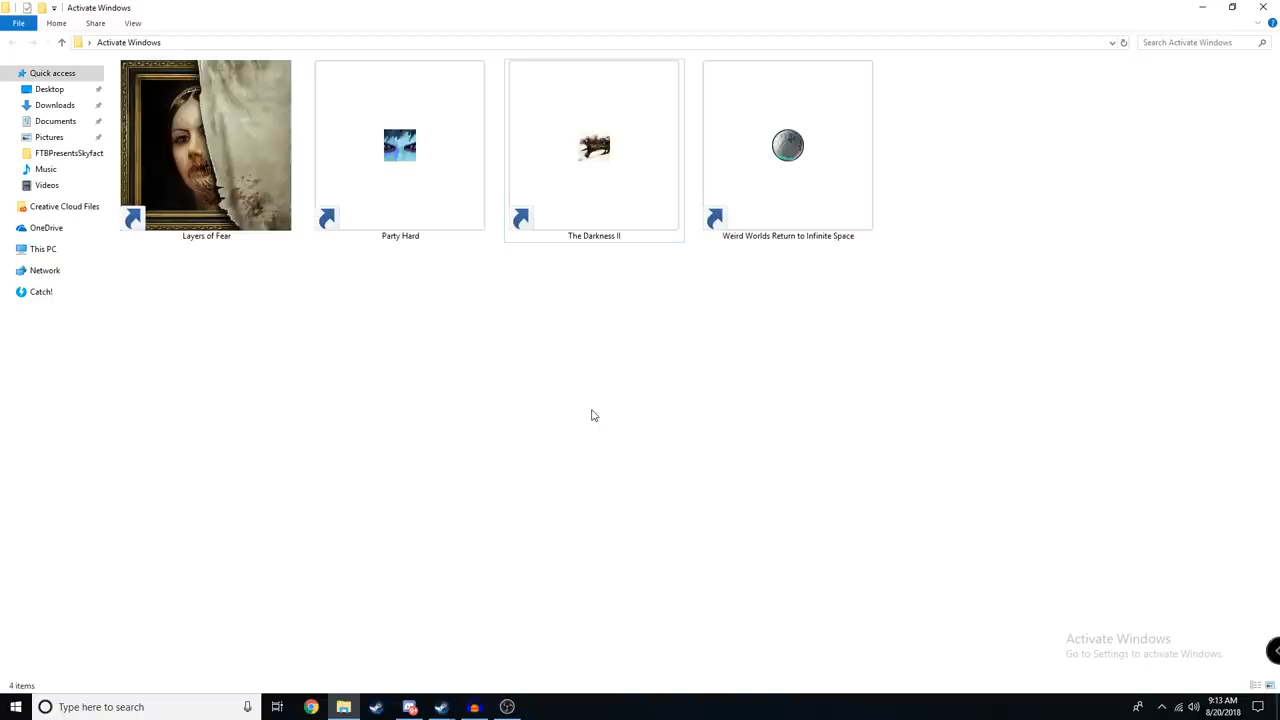 Activate Windows
File Home Share View
Activate Windows
Search Activate Windows
Quick access
Desktop
Downloads
Documents
Pictures
FTBPresentsSkyfact
Music
Videos
Creative Cloud Files
OneDrive
This PC
Network
Catch!
Layers of Fear
Party Hard
The Darkness II
Weird Worlds Return to Infinite Space
Activate Windows
Go to Settings to activate Windows.
4 items
Type here to search
9:13 AM
8/20/2018